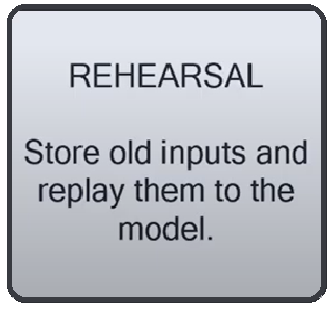 REHEARSAL
Store old inputs and
replay them to the
model.